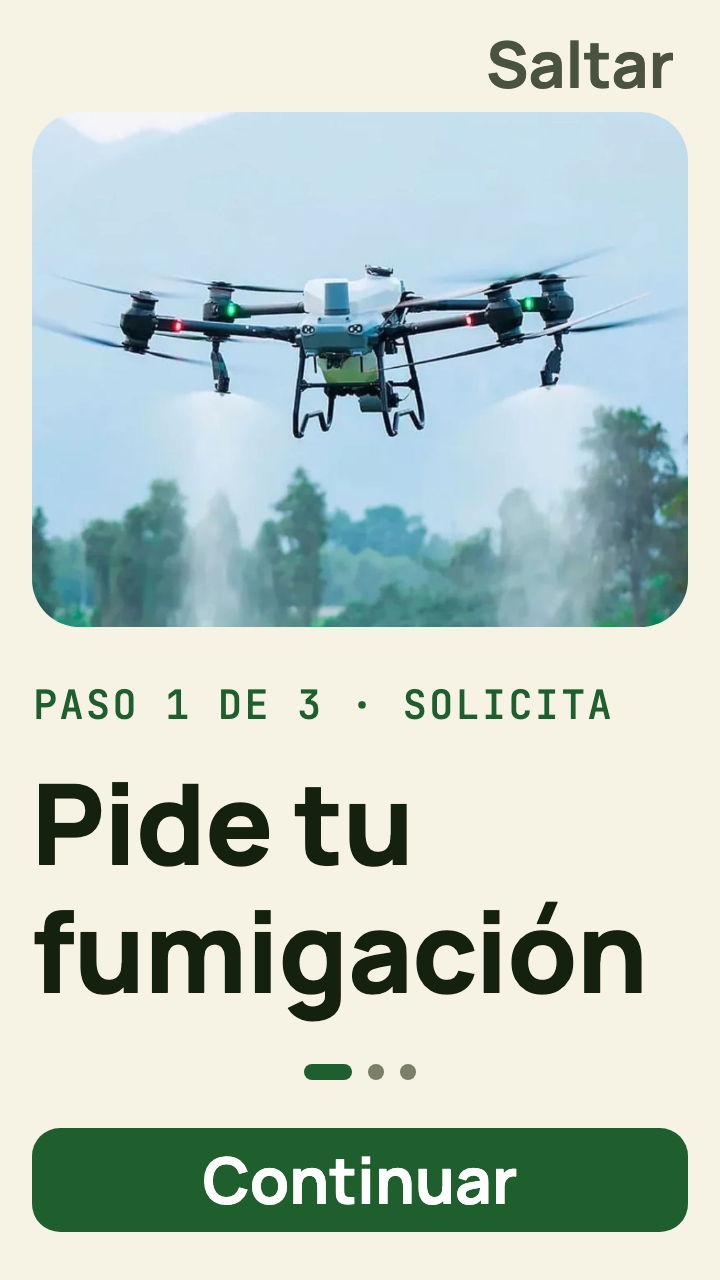 Saltar
PASO 1 DE 3 · SOLICITA
Pide tu
fumigación
Continuar